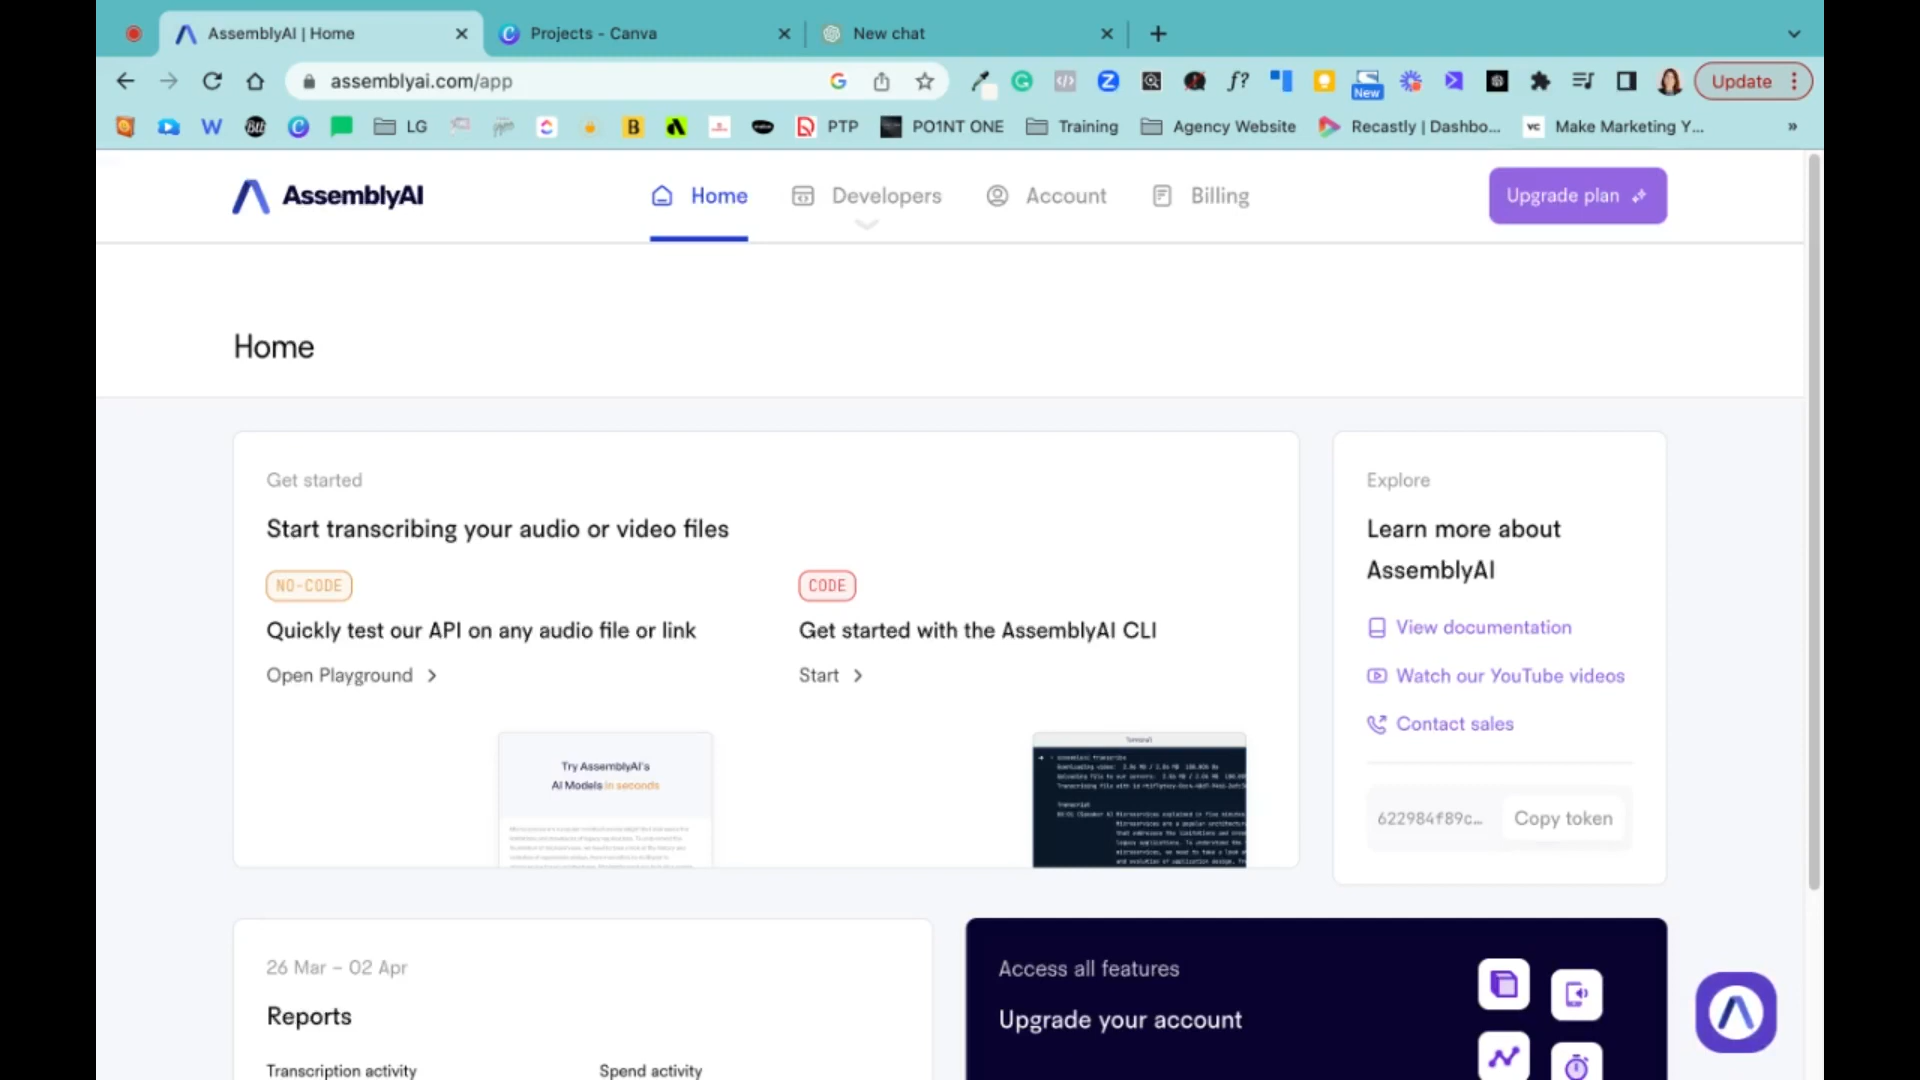 AssemblyAI | Home
Projects - Canva
New chat
assemblyai.com/app
New
Update
W
LG
B
PTP
PO1NT ONE
Training
Agency Website
Recastly | Dashbo...
VC
Make Marketing Y...
AssemblyAI
Home
Developers
Account
Billing
Upgrade plan
Home
Get started
Start transcribing your audio or video files
NO-CODE
CODE
Quickly test our API on any audio file or link
Get started with the AssemblyAI CLI
Open Playground
Start
Try AssemblyAI's
AI Models in seconds
Terminal
Explore
Learn more about
AssemblyAI
View documentation
Watch our YouTube videos
Contact sales
622984f89c...
Copy token
26 Mar – 02 Apr
Reports
Transcription activity
Spend activity
Access all features
Upgrade your account